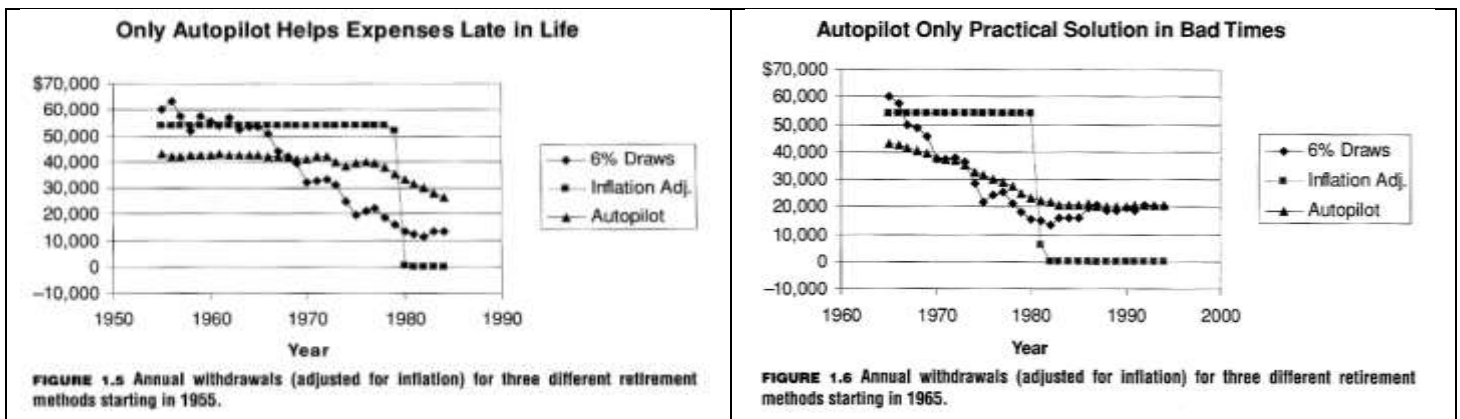 Only Autopilot Helps Expenses Late in Life
$70,000
60,000
50,000
40,000
30,000
20,000
10,000
0
–10,000
1950
1960
1970
1980
1990
Year
6% Draws
Inflation Adj.
Autopilot
FIGURE 1.5 Annual withdrawals (adjusted for inflation) for three different retirement
methods starting in 1955.
Autopilot Only Practical Solution in Bad Times
$70,000
60,000
50,000
40,000
30,000
20,000
10,000
0
–10,000
1960
1970
1980
1990
2000
Year
6% Draws
Inflation Adj.
Autopilot
FIGURE 1.6 Annual withdrawals (adjusted for inflation) for three different retirement
methods starting in 1965.